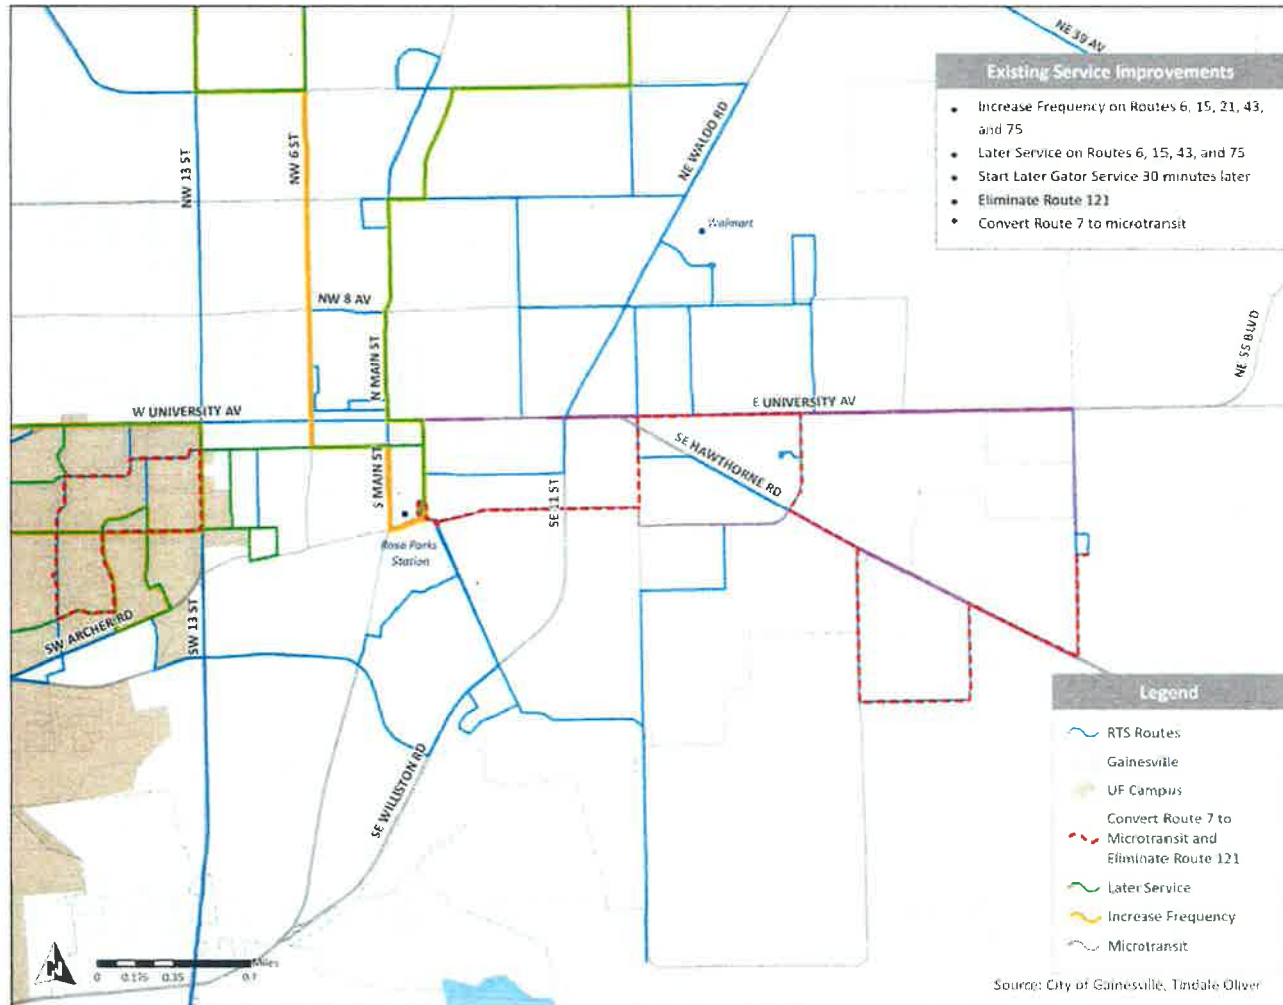 NE 39 AV
Existing Service Improvements
• Increase Frequency on Routes 6, 15, 21, 43,
and 75
• Later Service on Routes 6, 15, 43, and 75
• Start Later Gator Service 30 minutes later
• Eliminate Route 121
• Convert Route 7 to microtransit
NW 13 ST
NW 6 ST
NE WALDO RD
Walmart
NW 8 AV
N MAIN ST
NE 55 BLVD
W UNIVERSITY AV
E UNIVERSITY AV
SE HAWTHORNE RD
S MAIN ST
SE 11 ST
Rosa Parks
Station
SW ARCHER RD
SW 13 ST
SE WILLISTON RD
Legend
RTS Routes
Gainesville
UF Campus
Convert Route 7 to
Microtransit and
Eliminate Route 121
Later Service
Increase Frequency
Microtransit
N
Miles
0 0.175 0.35 0.7
Source: City of Gainesville, Tindale Oliver